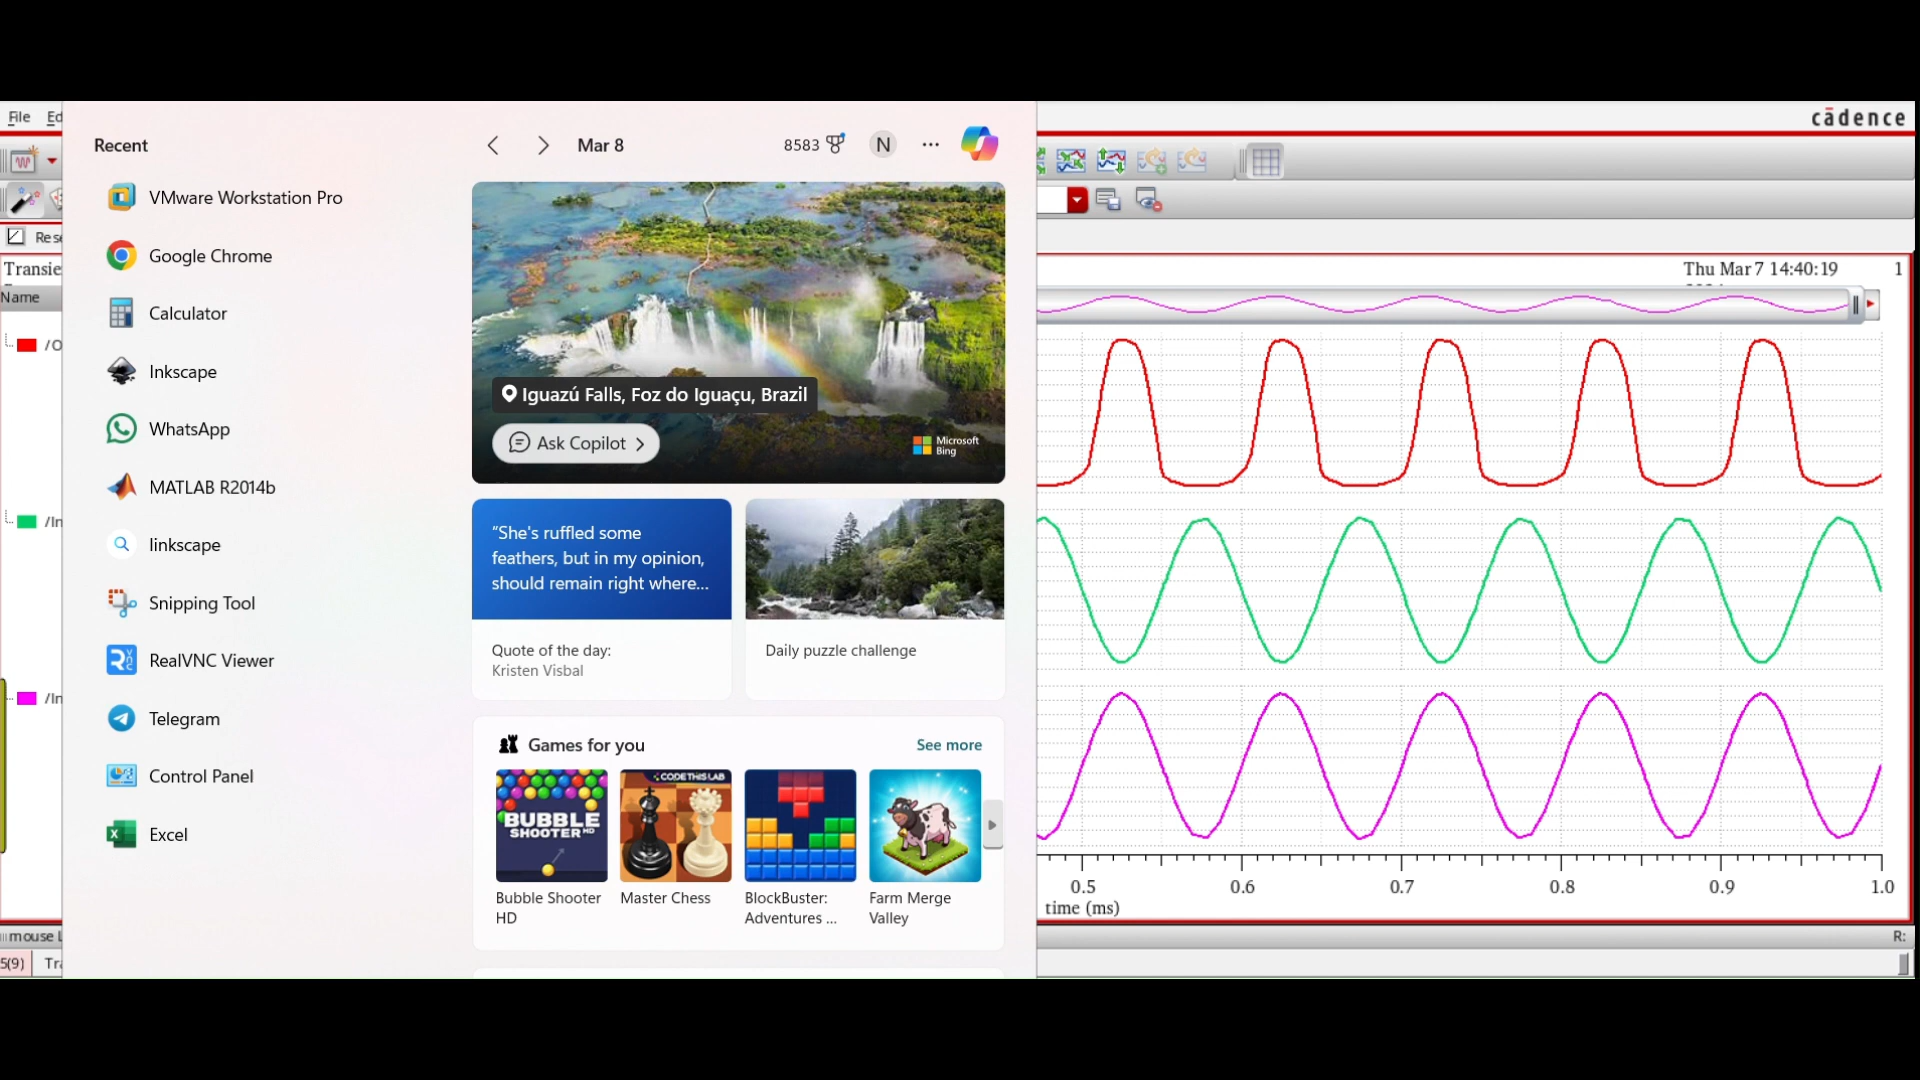 File Ed
cādence
Rese
Transie
Name
/O
/In
/In
mouse L
5(9) Tra
Recent
VMware Workstation Pro
Google Chrome
Calculator
Inkscape
WhatsApp
MATLAB R2014b
linkscape
Snipping Tool
RealVNC Viewer
Telegram
Control Panel
Excel
Mar 8
8583
N
Iguazú Falls, Foz do Iguaçu, Brazil
Ask Copilot
Microsoft
Bing
“She's ruffled some
feathers, but in my opinion,
should remain right where...
Quote of the day:
Kristen Visbal
Daily puzzle challenge
Games for you
See more
BUBBLE
SHOOTER HD
CODETHISLAB
Bubble Shooter
HD
Master Chess
BlockBuster:
Adventures ...
Farm Merge
Valley
Thu Mar 7 14:40:19 1
0.5 0.6 0.7 0.8 0.9 1.0
time (ms)
R: